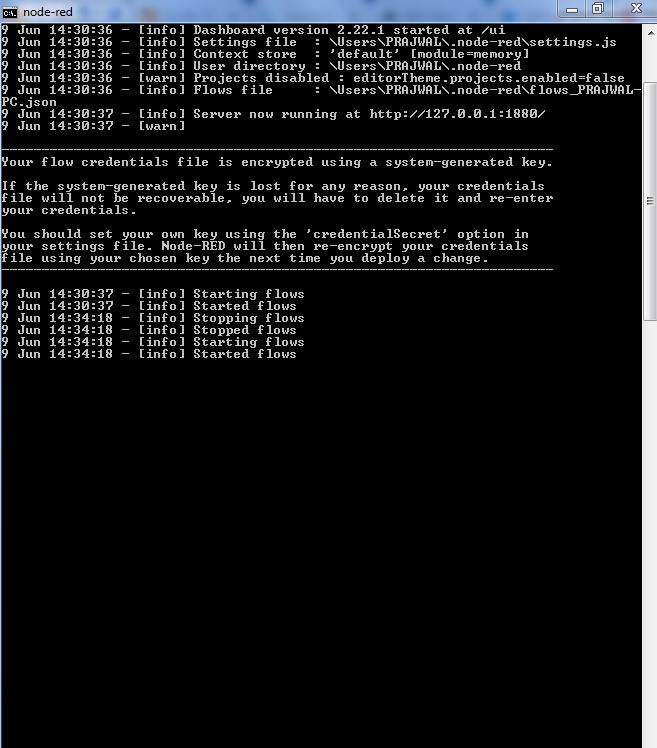 node-red
9 Jun 14:30:36 - [info] Dashboard version 2.22.1 started at /ui
9 Jun 14:30:36 - [info] Settings file  : \Users\PRAJWAL\.node-red\settings.js
9 Jun 14:30:36 - [info] Context store  : 'default' [module=memory]
9 Jun 14:30:36 - [info] User directory : \Users\PRAJWAL\.node-red
9 Jun 14:30:36 - [warn] Projects disabled : editorTheme.projects.enabled=false
9 Jun 14:30:36 - [info] Flows file     : \Users\PRAJWAL\.node-red\flows_PRAJWAL-
PC.json
9 Jun 14:30:37 - [info] Server now running at http://127.0.0.1:1880/
9 Jun 14:30:37 - [warn]
---------------------------------------------------------------------
Your flow credentials file is encrypted using a system-generated key.
If the system-generated key is lost for any reason, your credentials
file will not be recoverable, you will have to delete it and re-enter
your credentials.
You should set your own key using the 'credentialSecret' option in
your settings file. Node-RED will then re-encrypt your credentials
file using your chosen key the next time you deploy a change.
---------------------------------------------------------------------
9 Jun 14:30:37 - [info] Starting flows
9 Jun 14:30:37 - [info] Started flows
9 Jun 14:34:18 - [info] Stopping flows
9 Jun 14:34:18 - [info] Stopped flows
9 Jun 14:34:18 - [info] Starting flows
9 Jun 14:34:18 - [info] Started flows